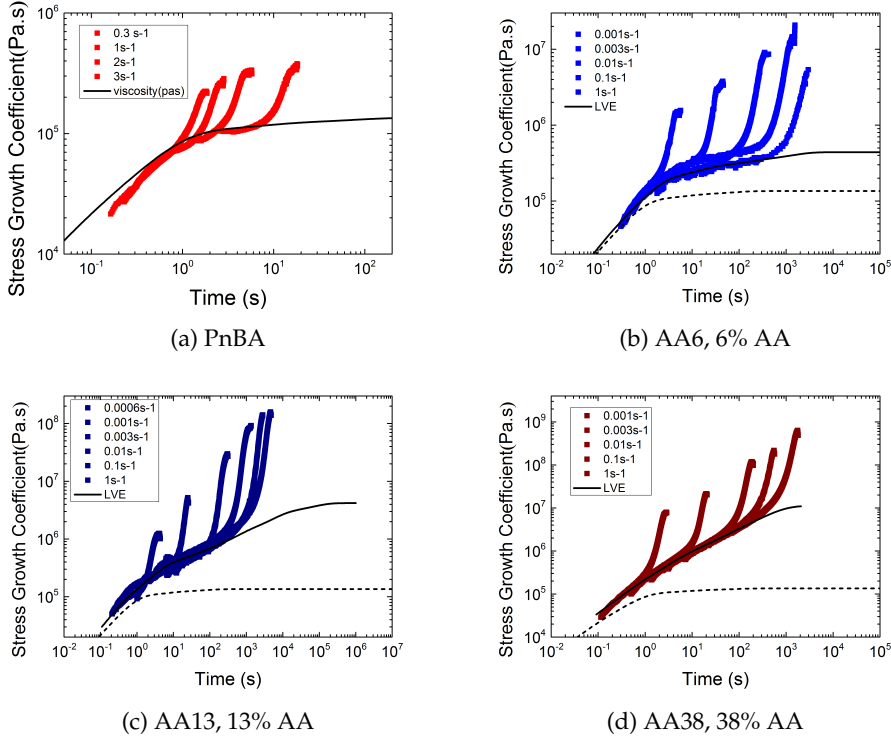 Stress Growth Coefficient(Pa.s)
10^6
10^5
10^4
0.3 s-1
1s-1
2s-1
3s-1
viscosity(pas)
10^-1 10^0 10^1 10^2
Time (s)
(a) PnBA
Stress Growth Coefficient(Pa.s)
10^7
10^6
10^5
0.001s-1
0.003s-1
0.01s-1
0.1s-1
1s-1
LVE
10^-2 10^-1 10^0 10^1 10^2 10^3 10^4 10^5
Time (s)
(b) AA6, 6% AA
Stress Growth Coefficient(Pa.s)
10^8
10^7
10^6
10^5
0.0006s-1
0.001s-1
0.003s-1
0.01s-1
0.1s-1
1s-1
LVE
10^-2 10^-1 10^0 10^1 10^2 10^3 10^4 10^5 10^6 10^7
Time (s)
(c) AA13, 13% AA
Stress Growth Coefficient(Pa.s)
10^9
10^8
10^7
10^6
10^5
10^4
0.001s-1
0.003s-1
0.01s-1
0.1s-1
1s-1
LVE
10^-2 10^-1 10^0 10^1 10^2 10^3 10^4 10^5
Time (s)
(d) AA38, 38% AA